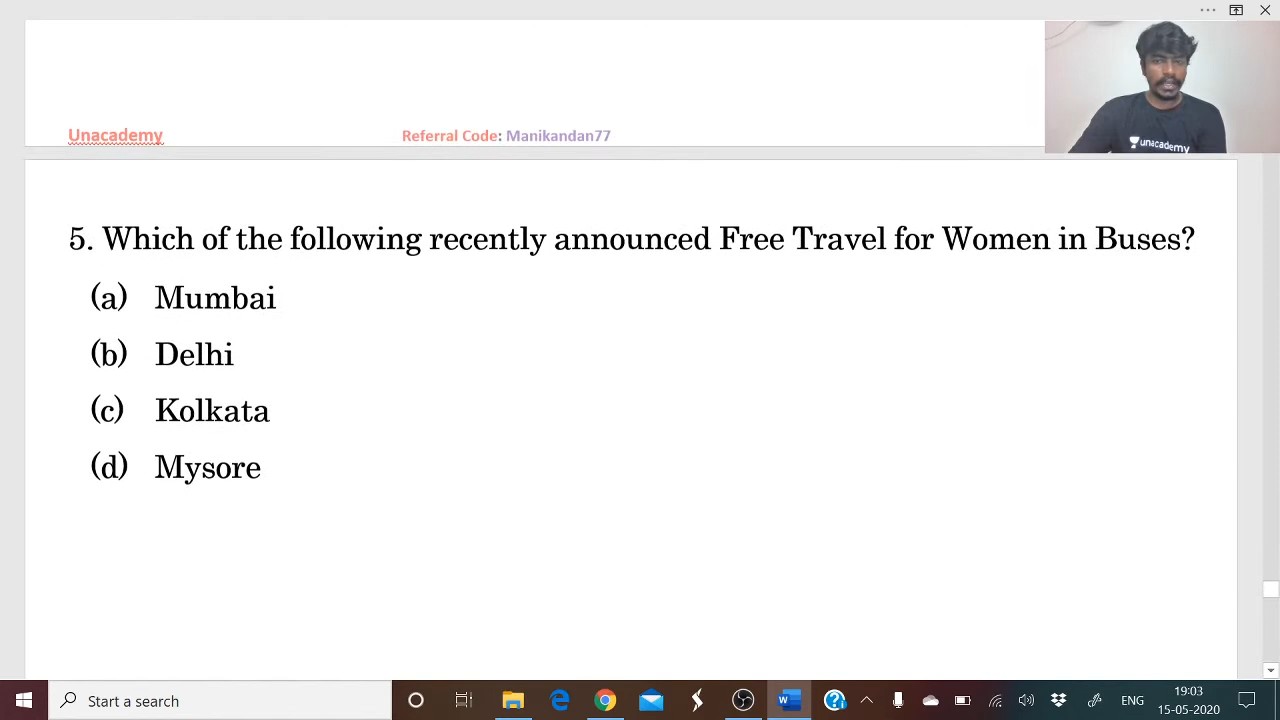 unacademy
Unacademy Referral Code: Manikandan77
5. Which of the following recently announced Free Travel for Women in Buses?
(a) Mumbai
(b) Delhi
(c) Kolkata
(d) Mysore
Start a search
ENG
19:03
15-05-2020